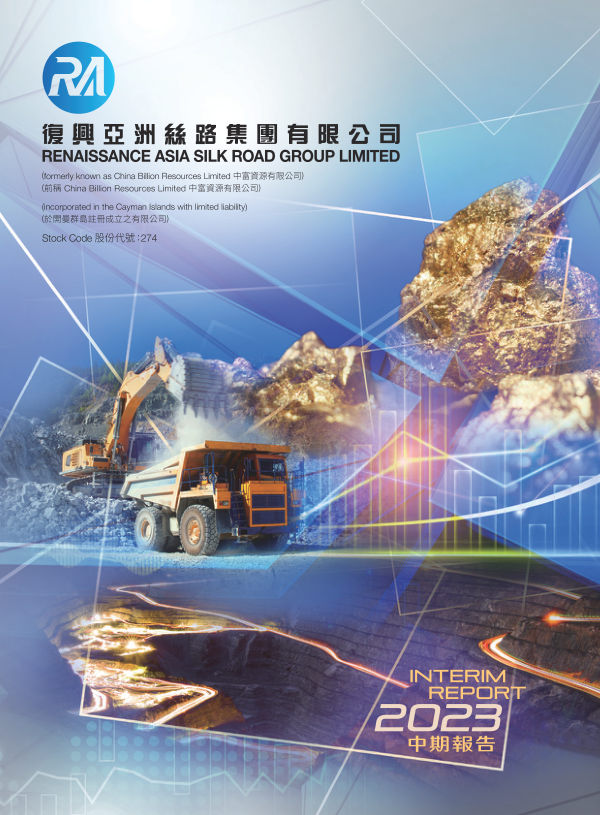 RA
復興亞洲絲路集團有限公司
RENAISSANCE ASIA SILK ROAD GROUP LIMITED
(formerly known as China Billion Resources Limited 中富資源有限公司)
(前稱 China Billion Resources Limited 中富資源有限公司)
(incorporated in the Cayman Islands with limited liability)
(於開曼群島註冊成立之有限公司)
Stock Code 股份代號：274
INTERIM
REPORT
2023
中期報告